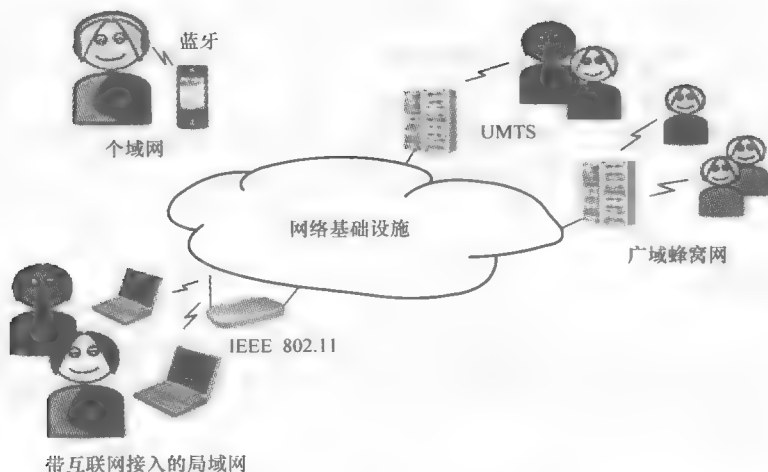 蓝牙
个域网
UMTS
网络基础设施
广域蜂窝网
IEEE 802.11
带互联网接入的局域网